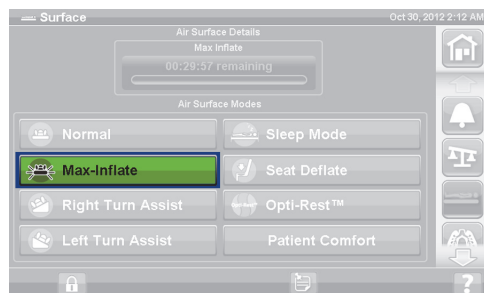 Surface
Oct 30, 2012 2:12 AM
Air Surface Details
Max Inflate
00:29:57 remaining
Air Surface Modes
Normal
Sleep Mode
Max-Inflate
Seat Deflate
Right Turn Assist
Opti-Rest™
Left Turn Assist
Patient Comfort
?